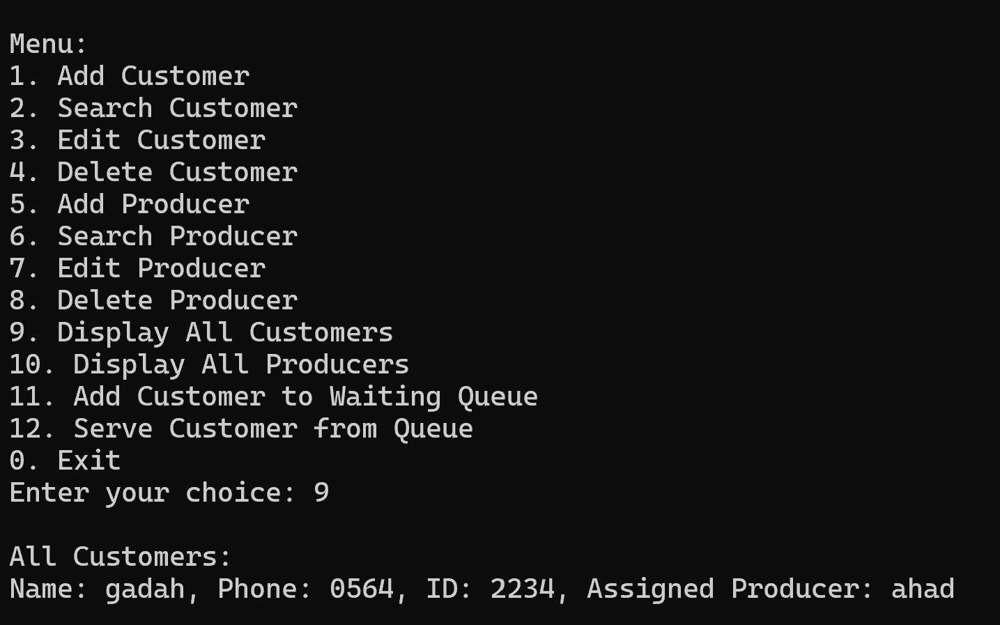 Menu:
1. Add Customer
2. Search Customer
3. Edit Customer
4. Delete Customer
5. Add Producer
6. Search Producer
7. Edit Producer
8. Delete Producer
9. Display All Customers
10. Display All Producers
11. Add Customer to Waiting Queue
12. Serve Customer from Queue
0. Exit
Enter your choice: 9
All Customers:
Name: gadah, Phone: 0564, ID: 2234, Assigned Producer: ahad